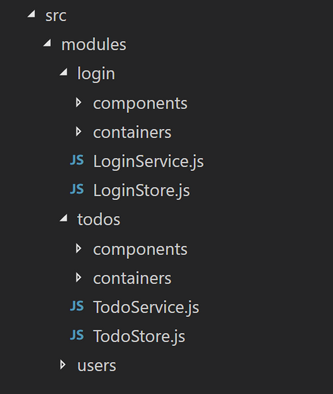 src
modules
login
components
containers
JS LoginService.js
JS LoginStore.js
todos
components
containers
JS TodoService.js
JS TodoStore.js
users